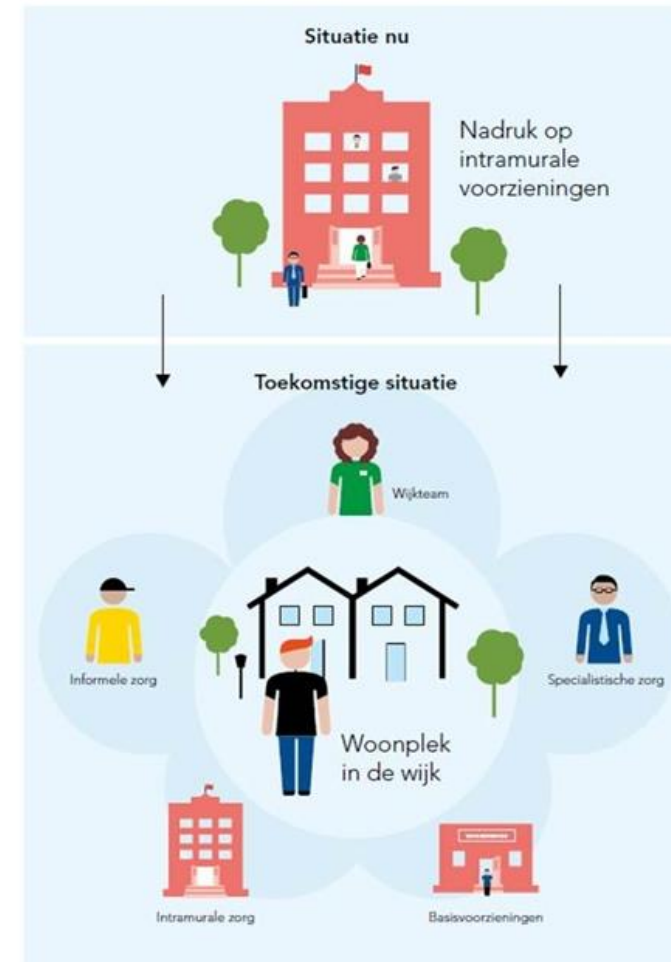 Situatie nu
Nadruk op
intramurale
voorzieningen
Toekomstige situatie
Wijkteam
Informele zorg
Specialistische zorg
Woonplek
in de wijk
Intramurale zorg
Basisvoorzieningen